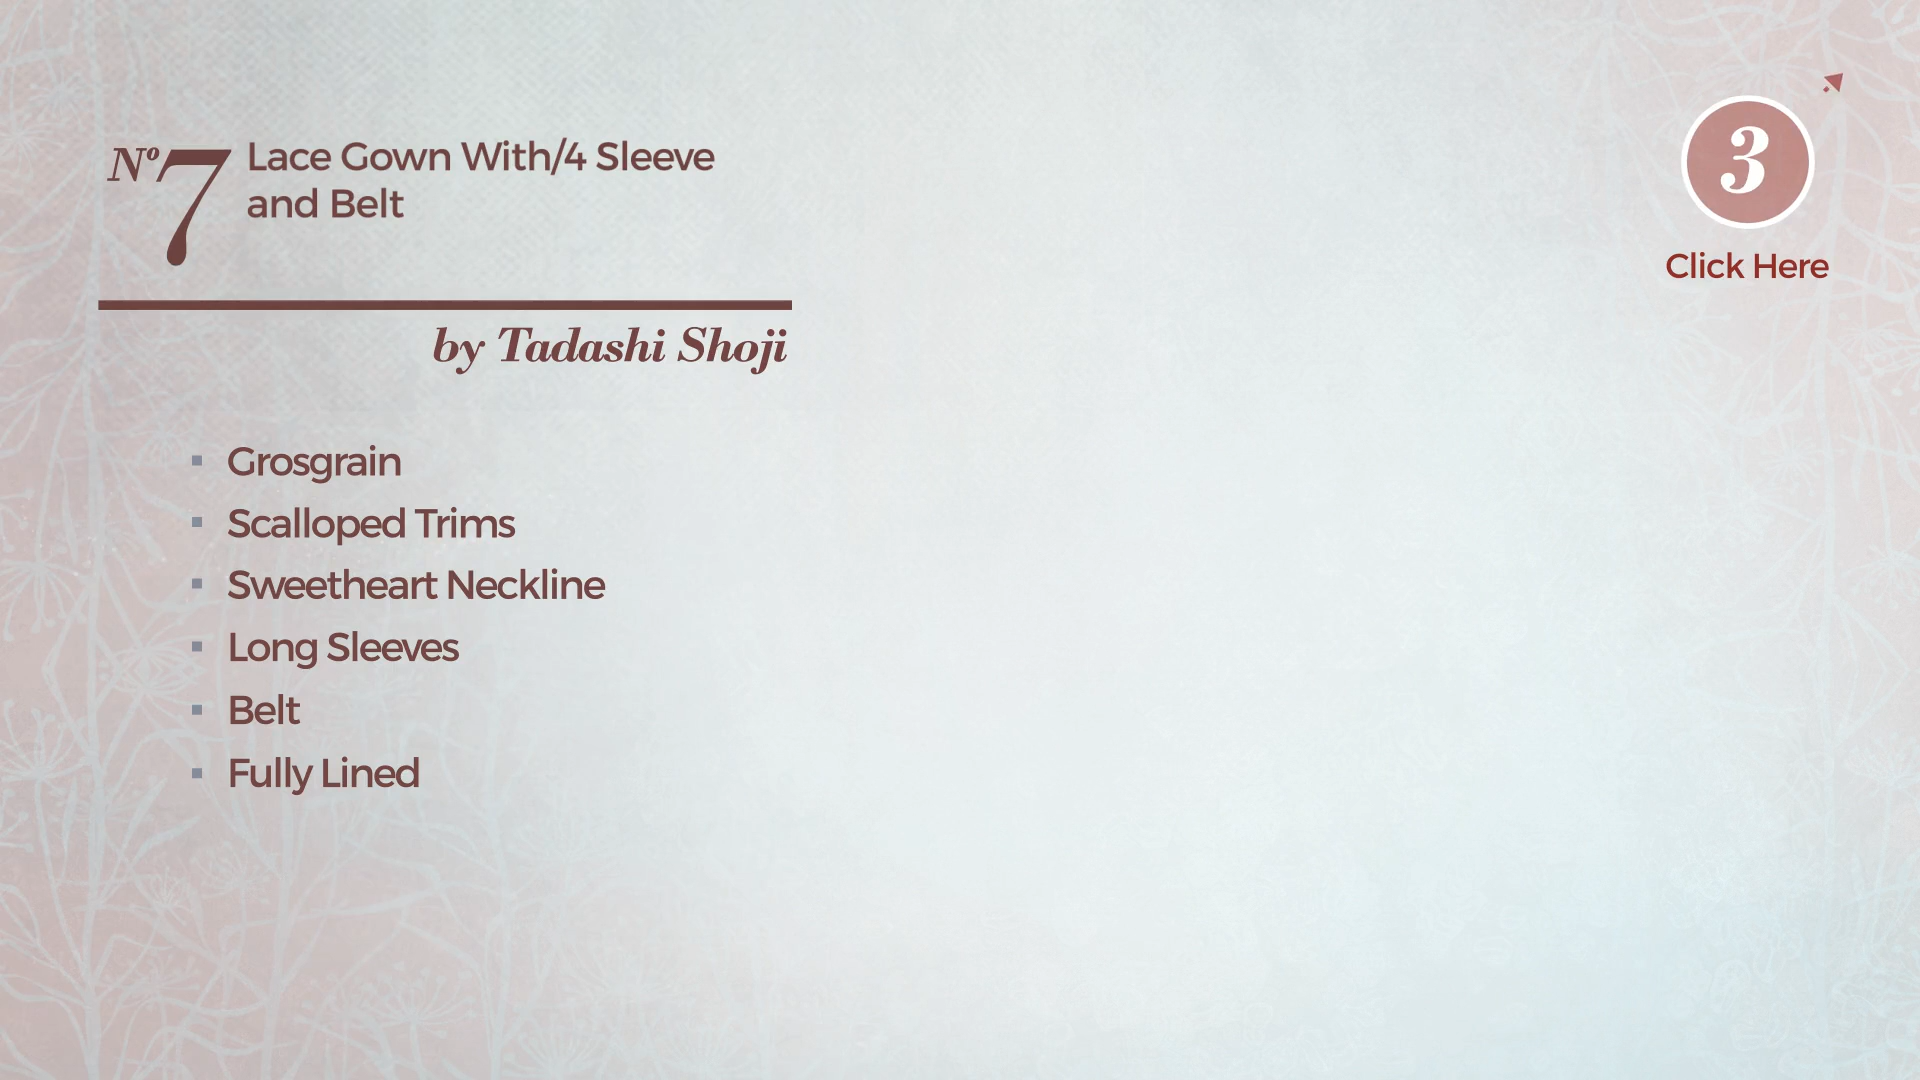 Nº7 Lace Gown With/4 Sleeve
and Belt
by Tadashi Shoji
▪ Grosgrain
▪ Scalloped Trims
▪ Sweetheart Neckline
▪ Long Sleeves
▪ Belt
▪ Fully Lined
3
Click Here